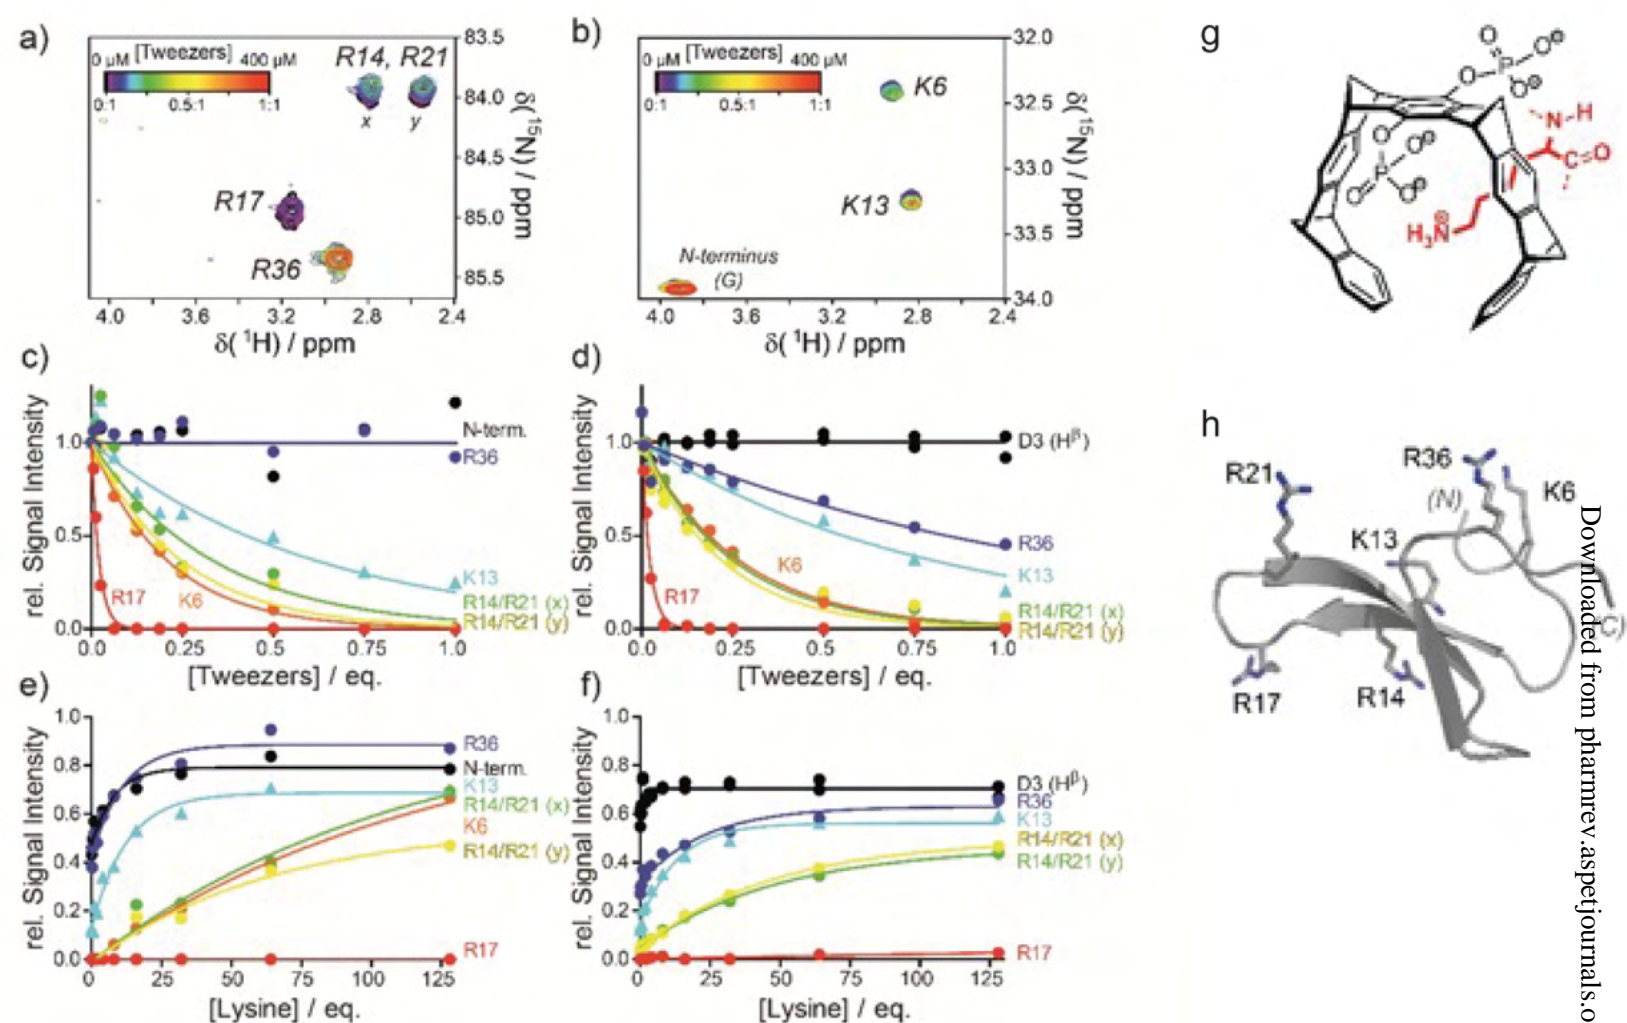 a)
[Tweezers]
0 µM 400 µM
0:1 0.5:1 1:1
R14, R21
x y
R17
R36
83.5
84.0
84.5
85.0
85.5
δ(¹⁵N) / ppm
4.0 3.6 3.2 2.8 2.4
δ(¹H) / ppm
b)
[Tweezers]
0 µM 400 µM
0:1 0.5:1 1:1
K6
K13
N-terminus
(G)
32.0
32.5
33.0
33.5
34.0
δ(¹⁵N) / ppm
4.0 3.6 3.2 2.8 2.4
δ(¹H) / ppm
c)
rel. Signal Intensity
1.0
0.5
0.0
N-term.
R36
K13
R14/R21 (x)
R14/R21 (y)
R17
K6
0.0 0.25 0.5 0.75 1.0
[Tweezers] / eq.
d)
rel. Signal Intensity
1.0
0.5
0.0
D3 (Hᵝ)
R36
K13
R14/R21 (x)
R14/R21 (y)
R17
K6
0.0 0.25 0.5 0.75 1.0
[Tweezers] / eq.
e)
rel. Signal Intensity
1.0
0.8
0.6
0.4
0.2
0.0
R36
N-term.
K13
R14/R21 (x)
K6
R14/R21 (y)
R17
0 25 50 75 100 125
[Lysine] / eq.
f)
rel. Signal Intensity
1.0
0.8
0.6
0.4
0.2
0.0
D3 (Hᵝ)
R36
K13
R14/R21 (x)
R14/R21 (y)
R17
0 25 50 75 100 125
[Lysine] / eq.
g
O
O⊖
P
O
O⊖
O
O⊖
P
O
O⊖
N-H
C=O
H₃N⊕
h
R21
R36
(N)
K6
K13
R17
R14
(C)
Downloaded from pharmrev.aspetjournals.o